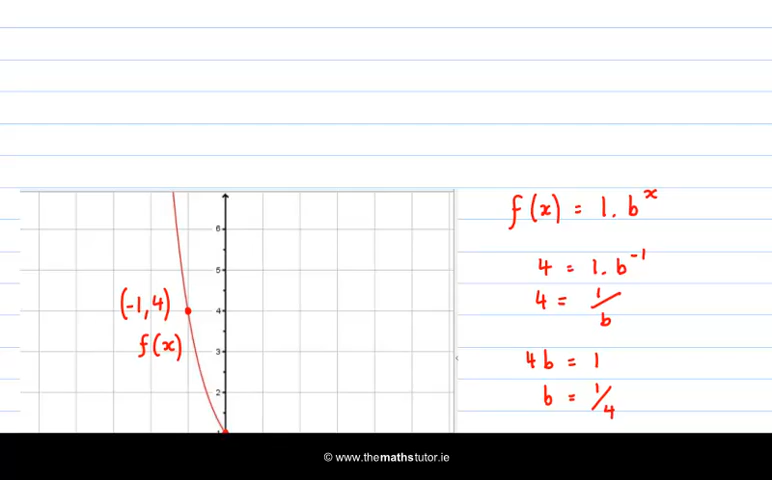 f(x) = 1. b^x
6
4 = 1. b^-1
5
(-1, 4)
4
4 = 1/b
f(x)
3
4b = 1
2
b = 1/4
© www.themathstutor.ie